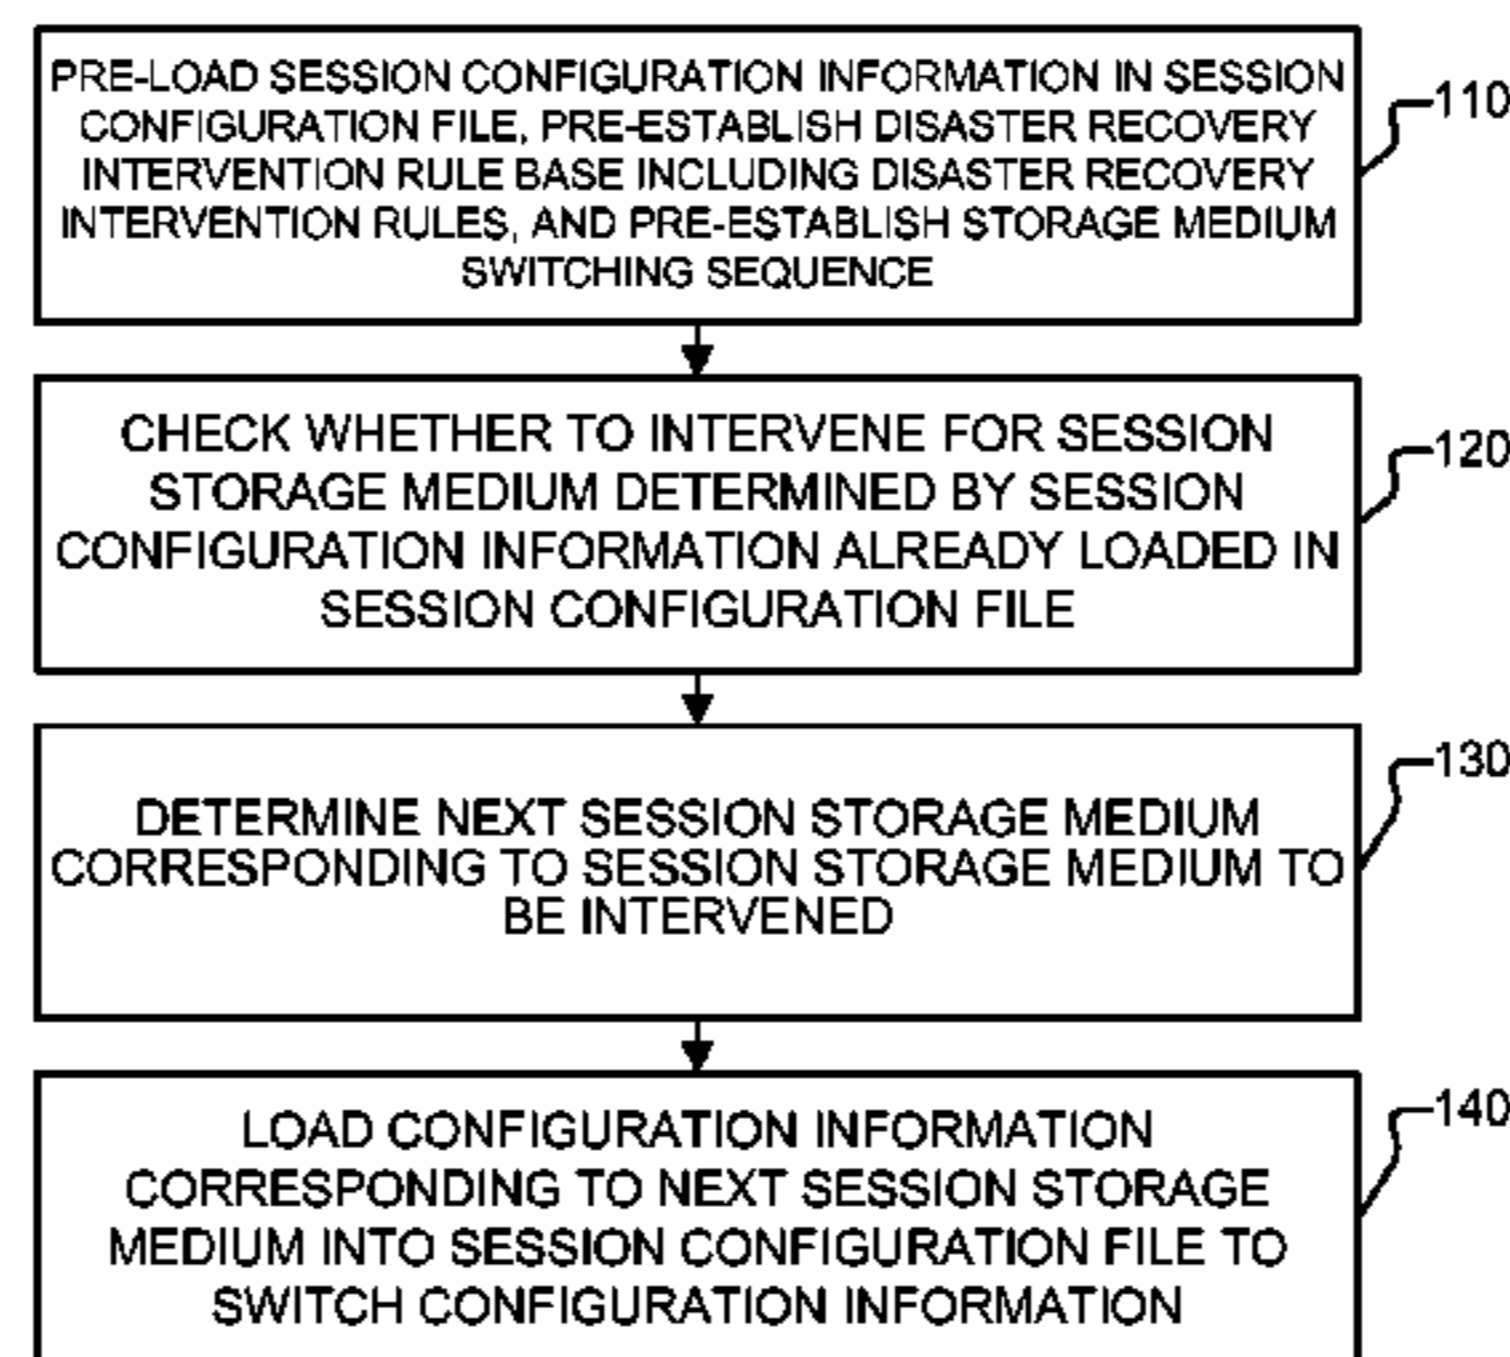 PRE-LOAD SESSION CONFIGURATION INFORMATION IN SESSION
CONFIGURATION FILE, PRE-ESTABLISH DISASTER RECOVERY
INTERVENTION RULE BASE INCLUDING DISASTER RECOVERY
INTERVENTION RULES, AND PRE-ESTABLISH STORAGE MEDIUM
SWITCHING SEQUENCE
110
CHECK WHETHER TO INTERVENE FOR SESSION
STORAGE MEDIUM DETERMINED BY SESSION
CONFIGURATION INFORMATION ALREADY LOADED IN
SESSION CONFIGURATION FILE
120
DETERMINE NEXT SESSION STORAGE MEDIUM
CORRESPONDING TO SESSION STORAGE MEDIUM TO
BE INTERVENED
130
LOAD CONFIGURATION INFORMATION
CORRESPONDING TO NEXT SESSION STORAGE
MEDIUM INTO SESSION CONFIGURATION FILE TO
SWITCH CONFIGURATION INFORMATION
140